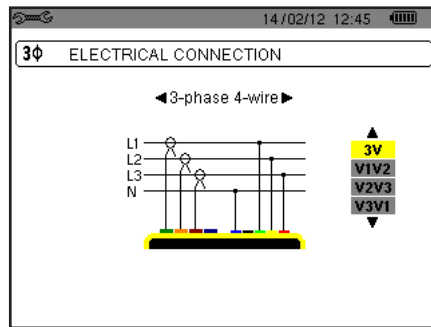 14/02/12 12:45
3Φ ELECTRICAL CONNECTION
◄3-phase 4-wire►
L1
L2
L3
N
3V
V1V2
V2V3
V3V1